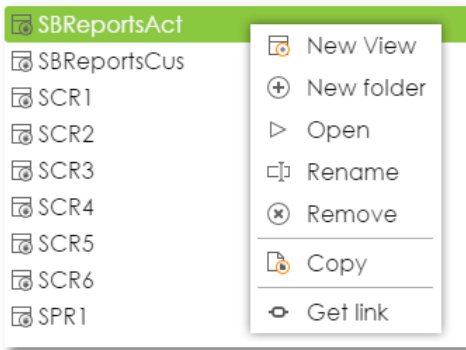 SBReportsAct
SBReportsCus
SCR1
SCR2
SCR3
SCR4
SCR5
SCR6
SPR1
New View
New folder
Open
Rename
Remove
Copy
Get link